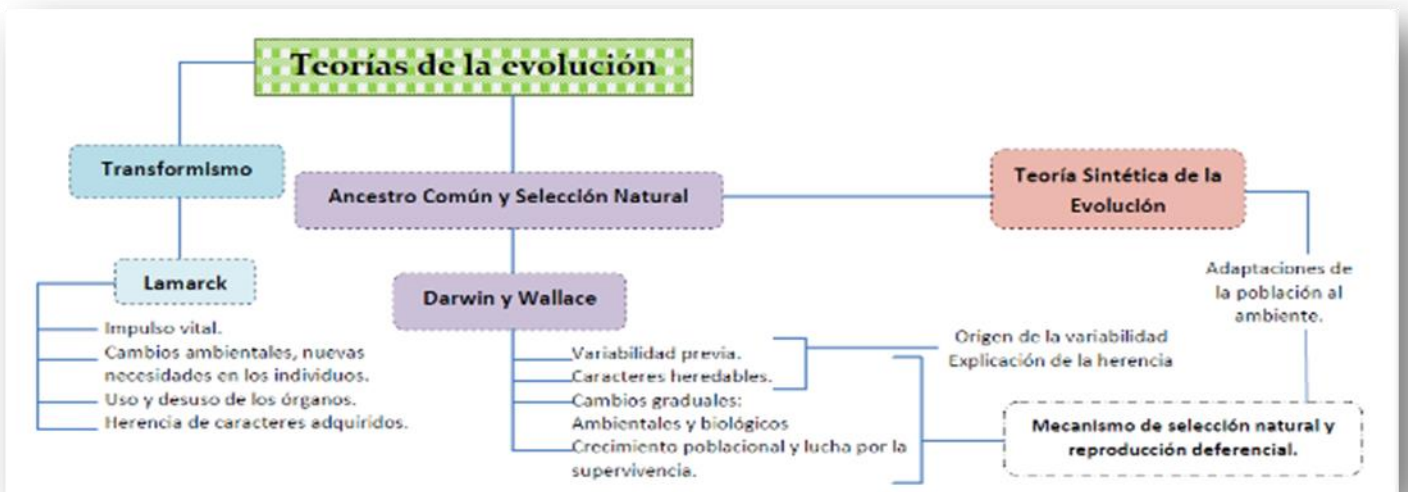 Teorías de la evolución
Transformismo
Lamarck
Impulso vital.
Cambios ambientales, nuevas
necesidades en los individuos.
Uso y desuso de los órganos.
Herencia de caracteres adquiridos.
Ancestro Común y Selección Natural
Darwin y Wallace
Variabilidad previa.
Caracteres heredables.
Cambios graduales:
Ambientales y biológicos
Crecimiento poblacional y lucha por la
supervivencia.
Origen de la variabilidad
Explicación de la herencia
Teoría Sintética de la
Evolución
Adaptaciones de
la población al
ambiente.
Mecanismo de selección natural y
reproducción deferencial.